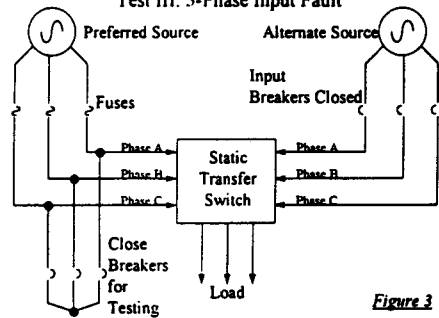 Test III: 3-Phase Input Fault
Preferred Source
Alternate Source
Fuses
Input
Breakers Closed
Phase A
Phase B
Phase C
Static
Transfer
Switch
Phase A
Phase B
Phase C
Close
Breakers
for
Testing
Load
Figure 3